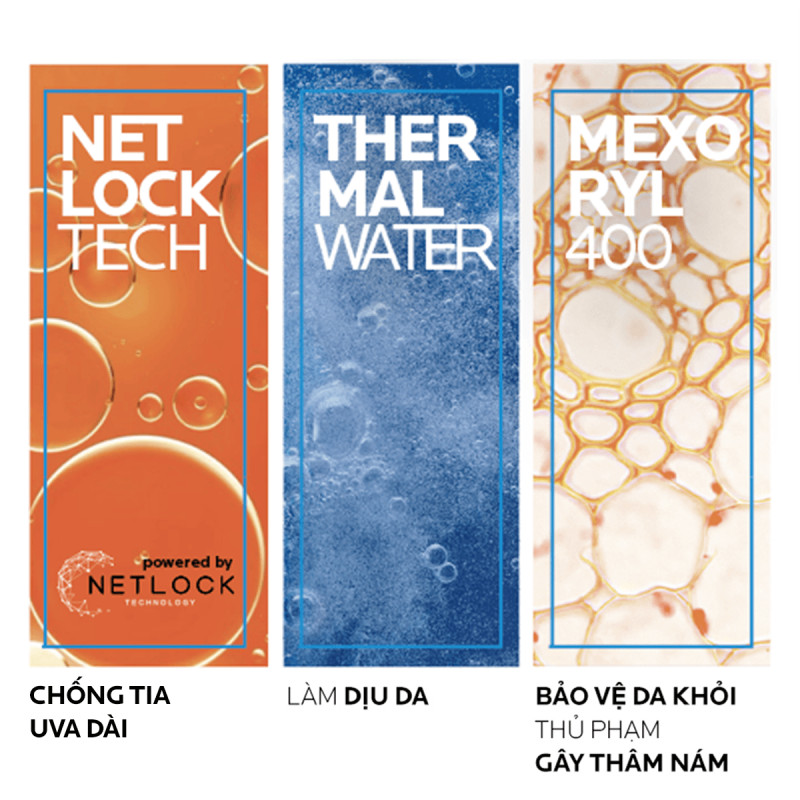 NET
LOCK
TECH
powered by
NETLOCK
TECHNOLOGY
CHỐNG TIA
UVA DÀI
THER
MAL
WATER
LÀM DỊU DA
MEXO
RYL
400
BẢO VỆ DA KHỎI
THỦ PHẠM
GÂY THÂM NÁM